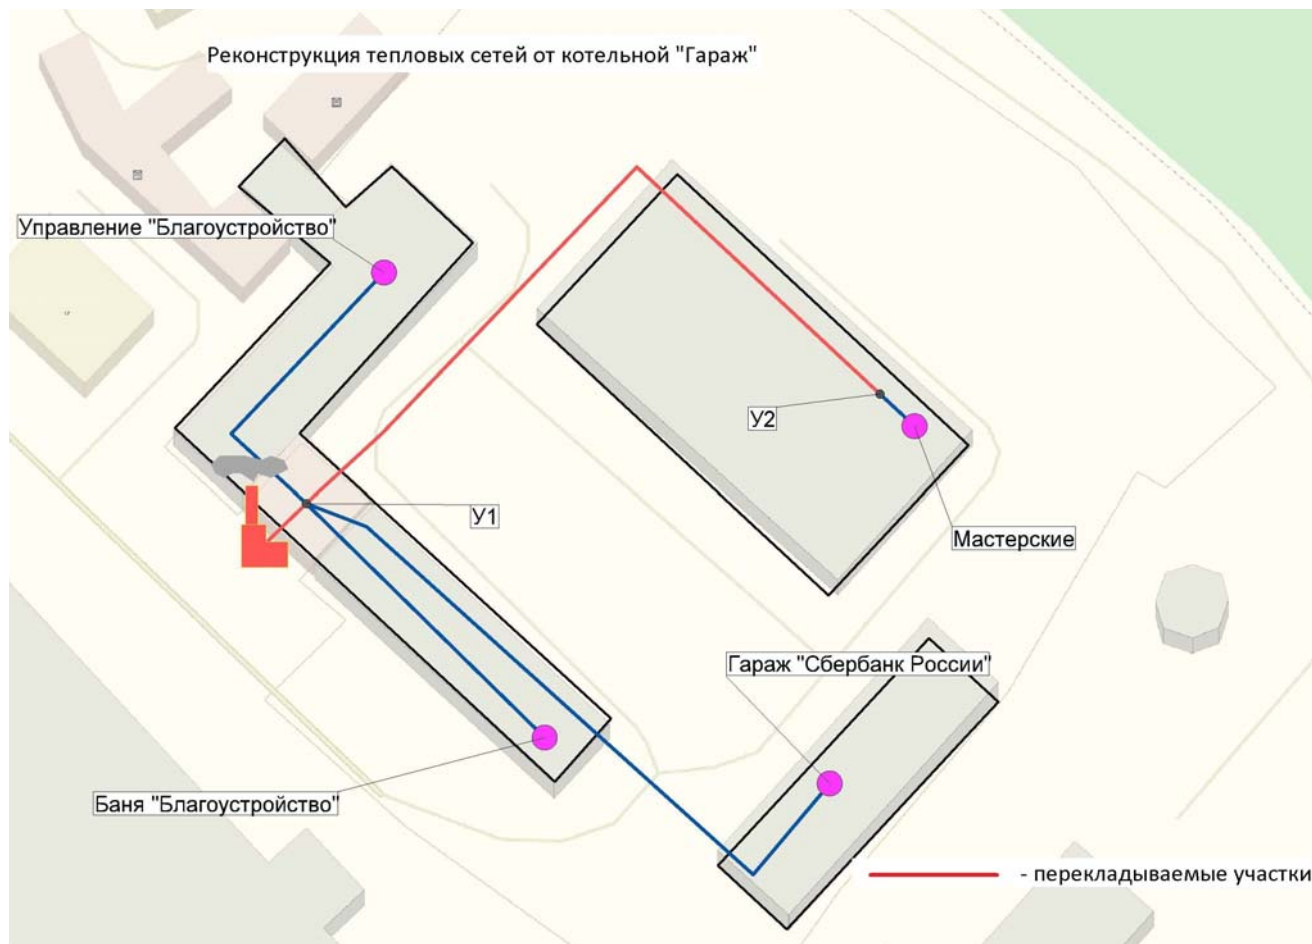 Реконструкция тепловых сетей от котельной "Гараж"
Управление "Благоустройство"
У2
У1
Мастерские
Гараж "Сбербанк России"
Баня "Благоустройство"
- перекладываемые участки